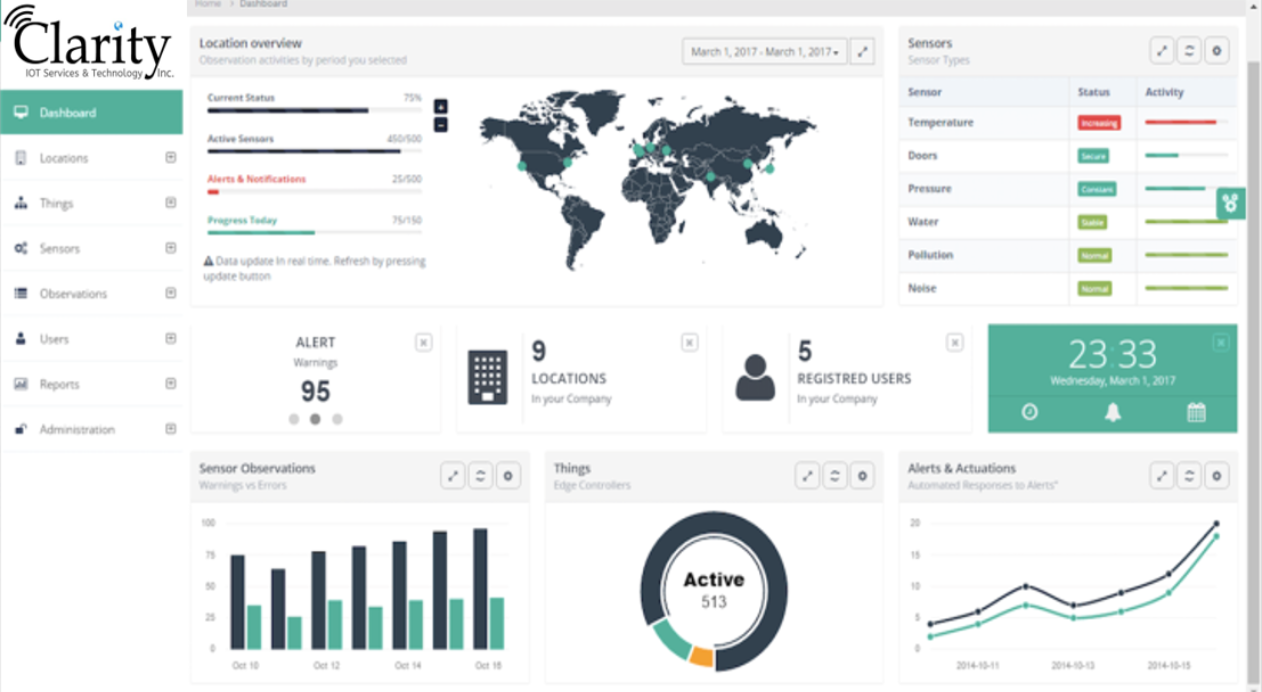 Clarity
IOT Services & Technology Inc.
Home > Dashboard
Dashboard
Locations
Things
Sensors
Observations
Users
Reports
Administration
Location overview
Observation activities by period you selected
March 1, 2017 - March 1, 2017
Current Status 75%
Active Sensors 450/500
Alerts & Notifications 25/500
Progress Today 75/150
Data update in real time. Refresh by pressing
update button
+
−
Sensors
Sensor Types
Sensor Status Activity
Temperature Increasing
Doors Secure
Pressure Constant
Water Stable
Pollution Normal
Noise Normal
ALERT
Warnings
95
9
LOCATIONS
In your Company
5
REGISTRED USERS
In your Company
23:33
Wednesday, March 1, 2017
Sensor Observations
Warnings vs Errors
100
75
50
25
0
Oct 10 Oct 12 Oct 14 Oct 15
Things
Edge Controllers
Active
513
Alerts & Actuations
Automated Responses to Alerts"
20
15
10
5
0
2014-10-11 2014-10-13 2014-10-15